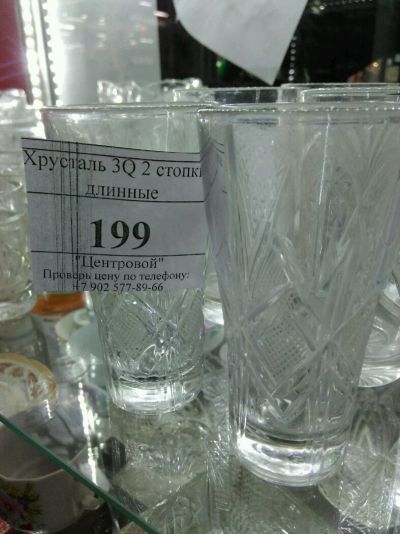 Хрусталь 3Q 2 стопки
длинные
199
"Центровой"
Проверь цену по телефону:
+7 902 577-89-66